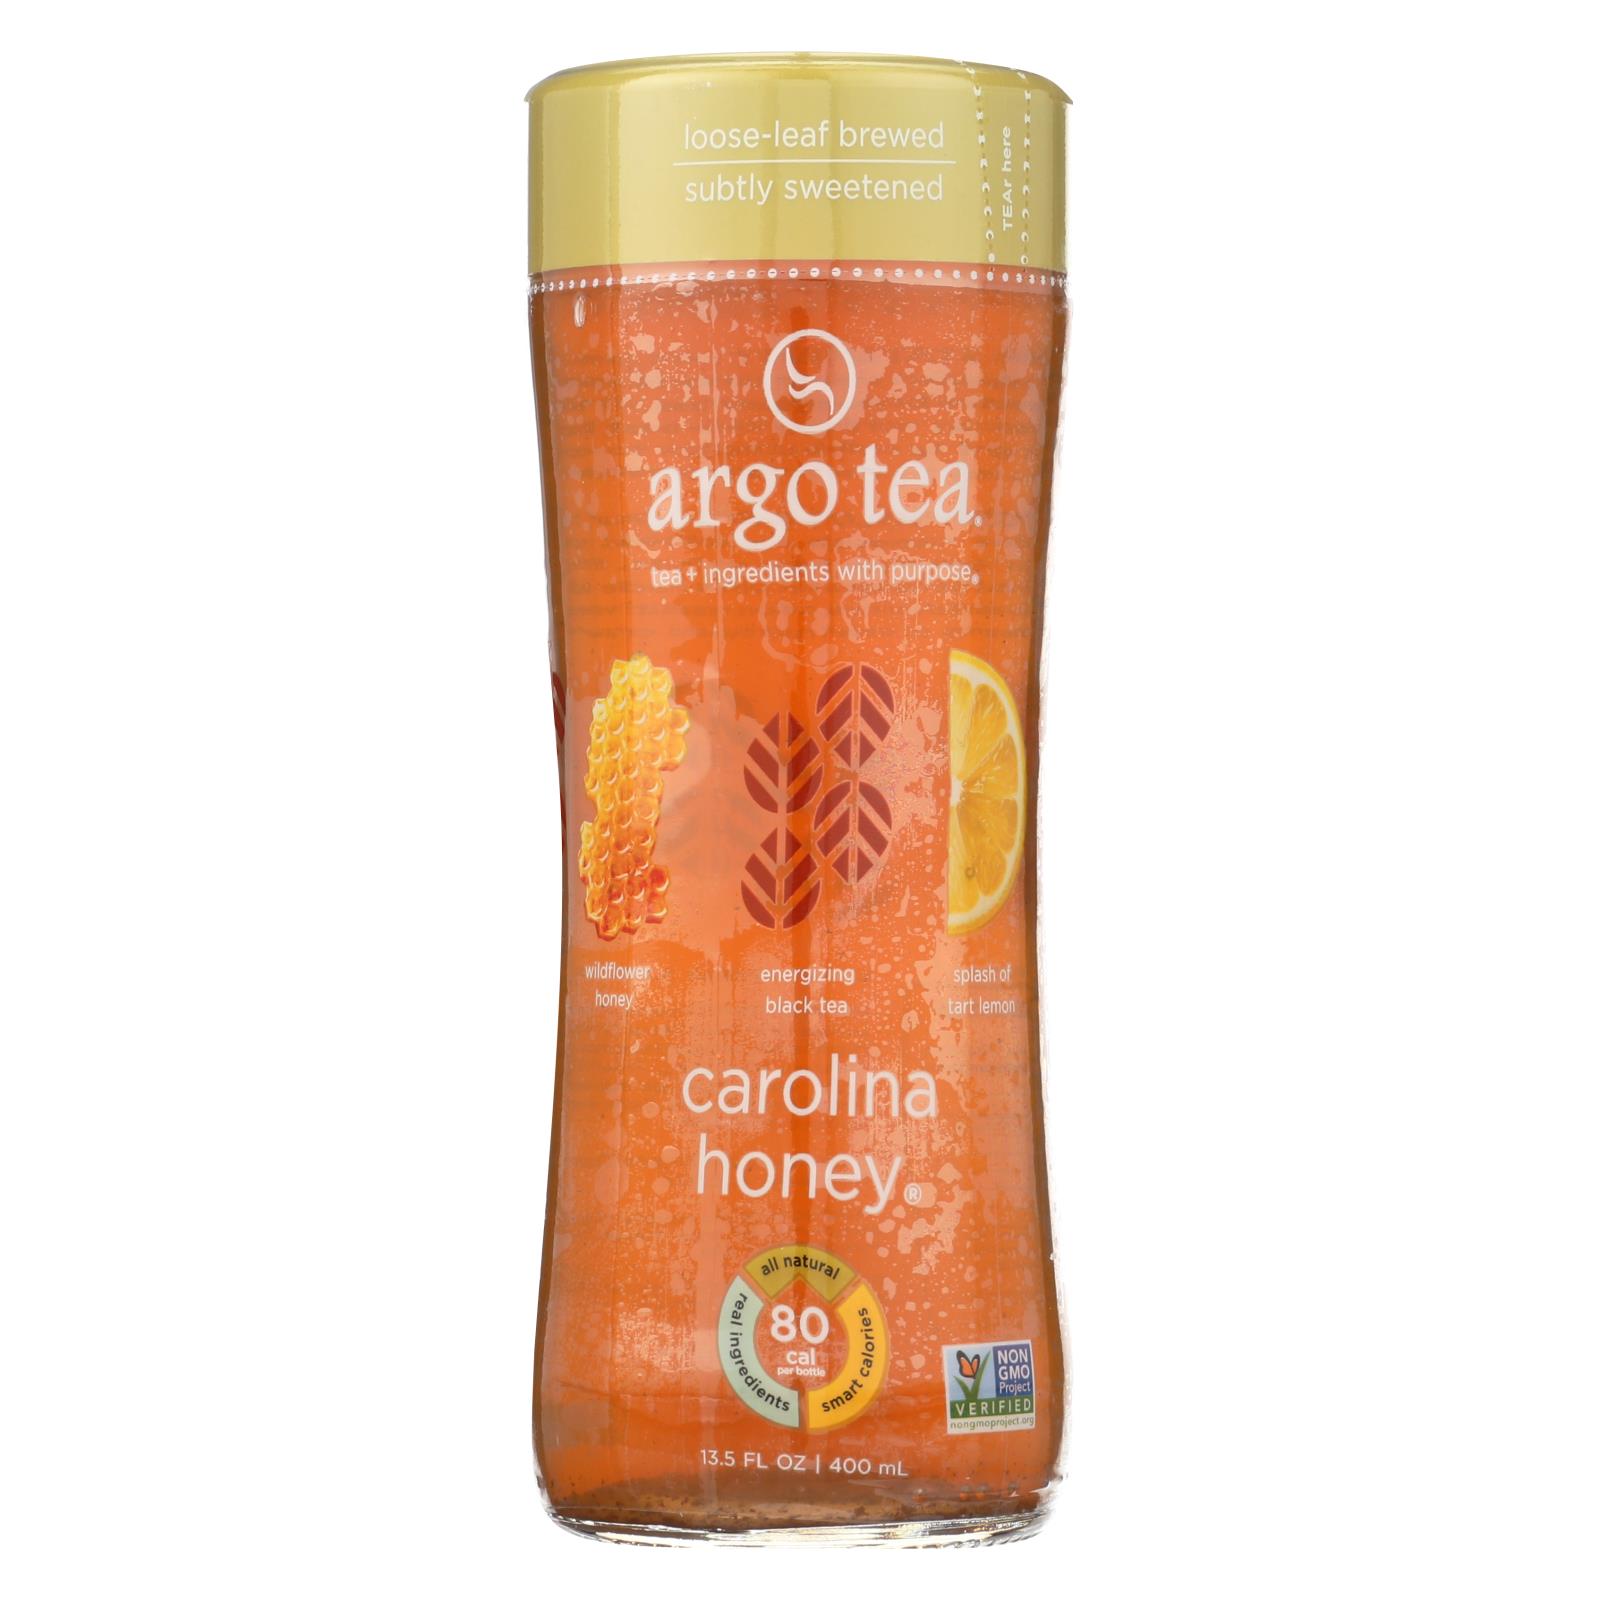 loose-leaf brewed
subtly sweetened
TEAr here
argo tea®
tea + ingredients with purpose®
wildflower
honey
energizing
black tea
splash of
tart lemon
carolina
honey®
all natural
real ingredients
smart calories
80
cal
per bottle
NON
GMO
Project
VERIFIED
nongmoproject.org
13.5 FL OZ | 400 mL